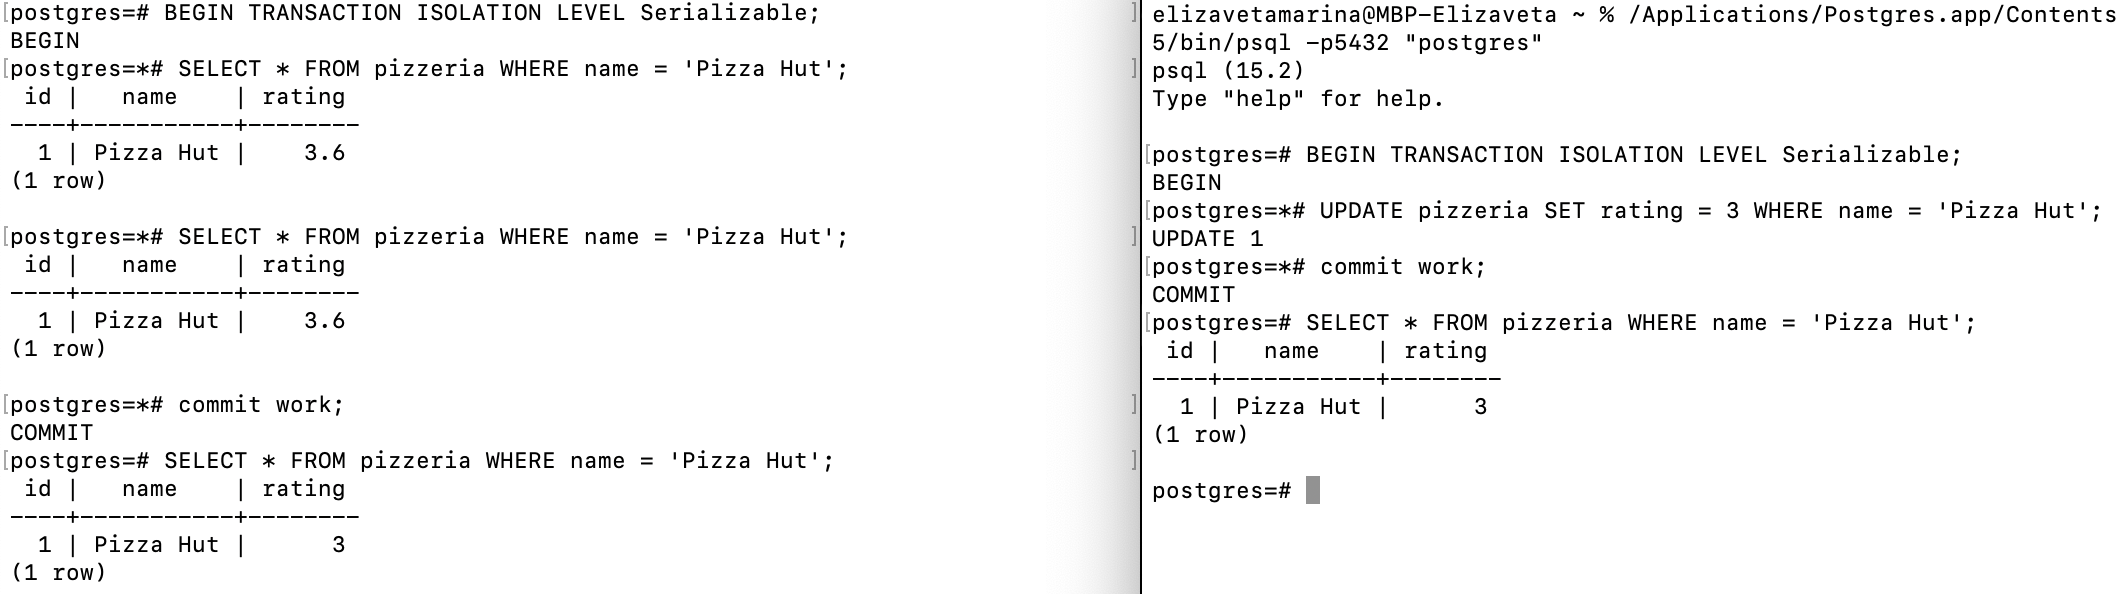 postgres=# BEGIN TRANSACTION ISOLATION LEVEL Serializable;
BEGIN
postgres=*# SELECT * FROM pizzeria WHERE name = 'Pizza Hut';
 id |   name    | rating
----+-----------+--------
  1 | Pizza Hut |    3.6
(1 row)

postgres=*# SELECT * FROM pizzeria WHERE name = 'Pizza Hut';
 id |   name    | rating
----+-----------+--------
  1 | Pizza Hut |    3.6
(1 row)

postgres=*# commit work;
COMMIT
postgres=# SELECT * FROM pizzeria WHERE name = 'Pizza Hut';
 id |   name    | rating
----+-----------+--------
  1 | Pizza Hut |      3
(1 row)

elizavetamarina@MBP-Elizaveta ~ % /Applications/Postgres.app/Contents
5/bin/psql -p5432 "postgres"
psql (15.2)
Type "help" for help.

postgres=# BEGIN TRANSACTION ISOLATION LEVEL Serializable;
BEGIN
postgres=*# UPDATE pizzeria SET rating = 3 WHERE name = 'Pizza Hut';
UPDATE 1
postgres=*# commit work;
COMMIT
postgres=# SELECT * FROM pizzeria WHERE name = 'Pizza Hut';
 id |   name    | rating
----+-----------+--------
  1 | Pizza Hut |      3
(1 row)

postgres=#